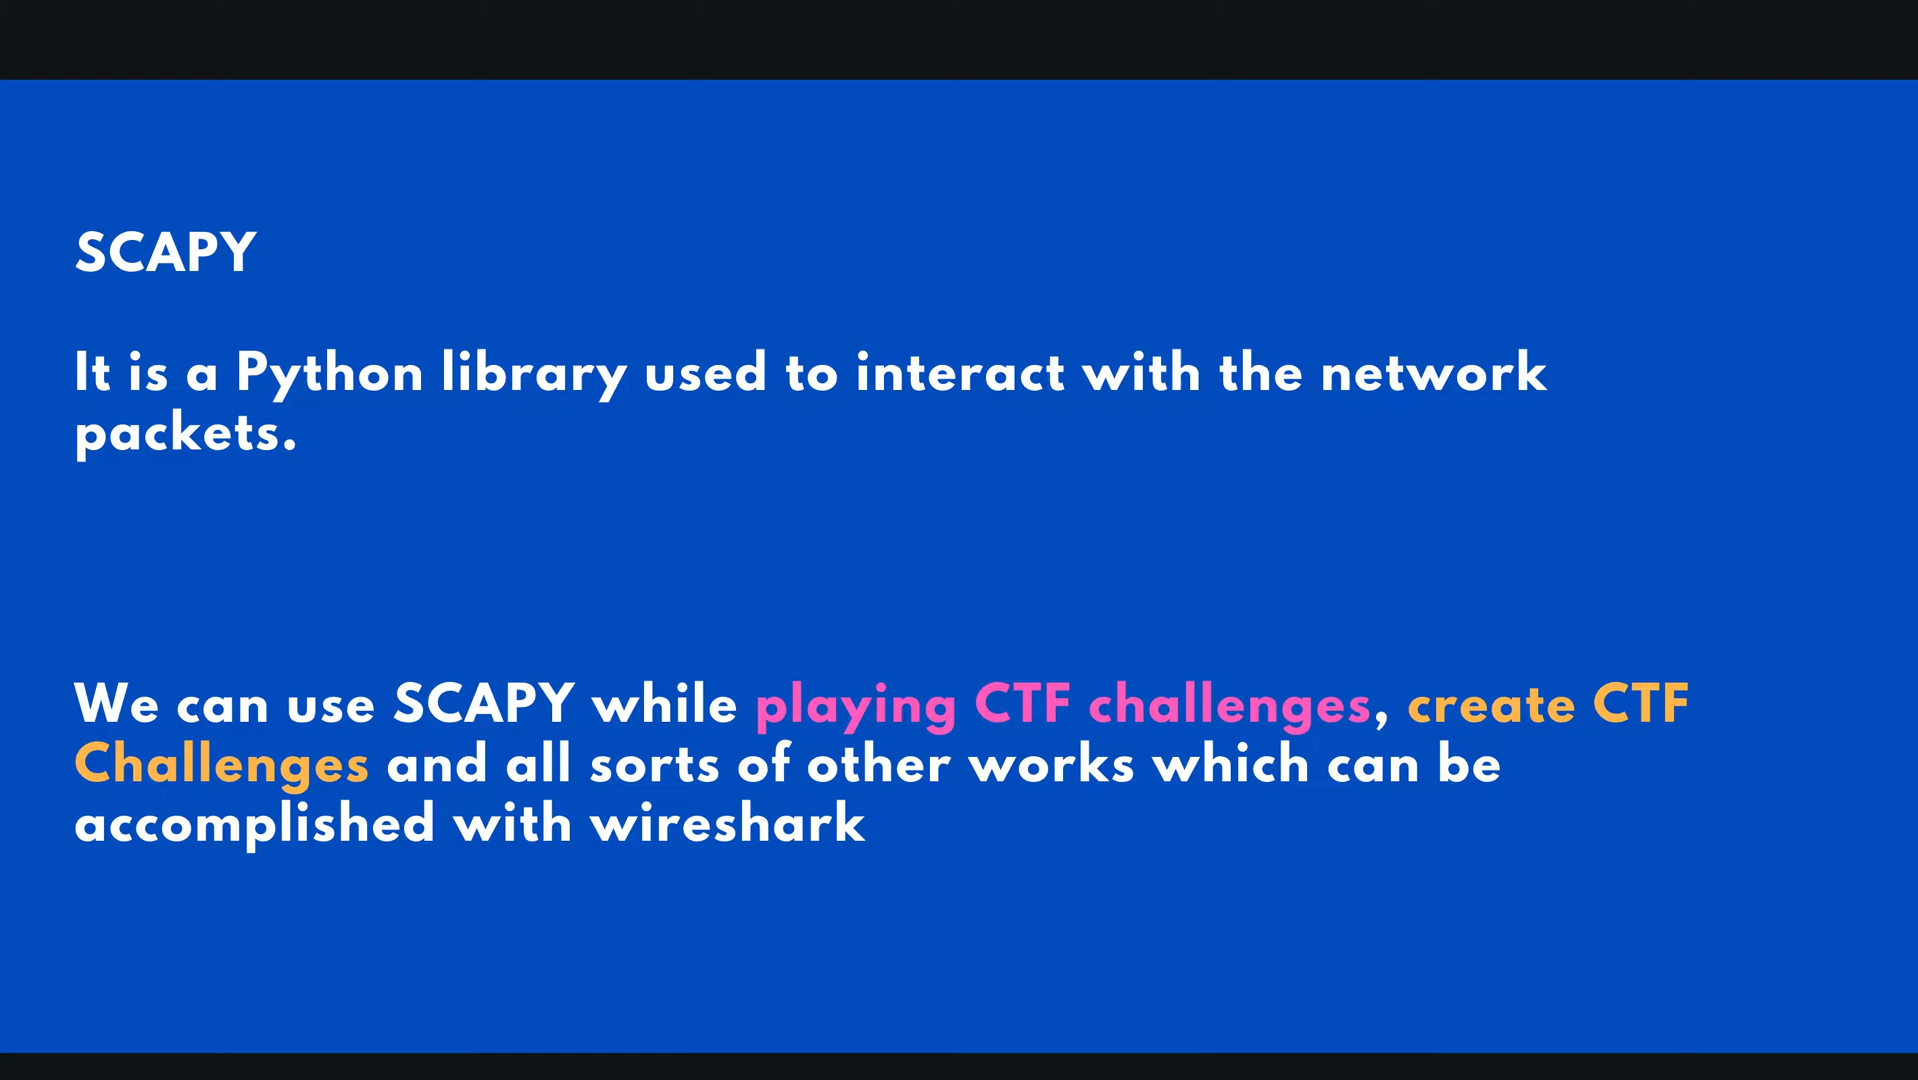 SCAPY
It is a Python library used to interact with the network
packets.
We can use SCAPY while playing CTF challenges, create CTF
Challenges and all sorts of other works which can be
accomplished with wireshark